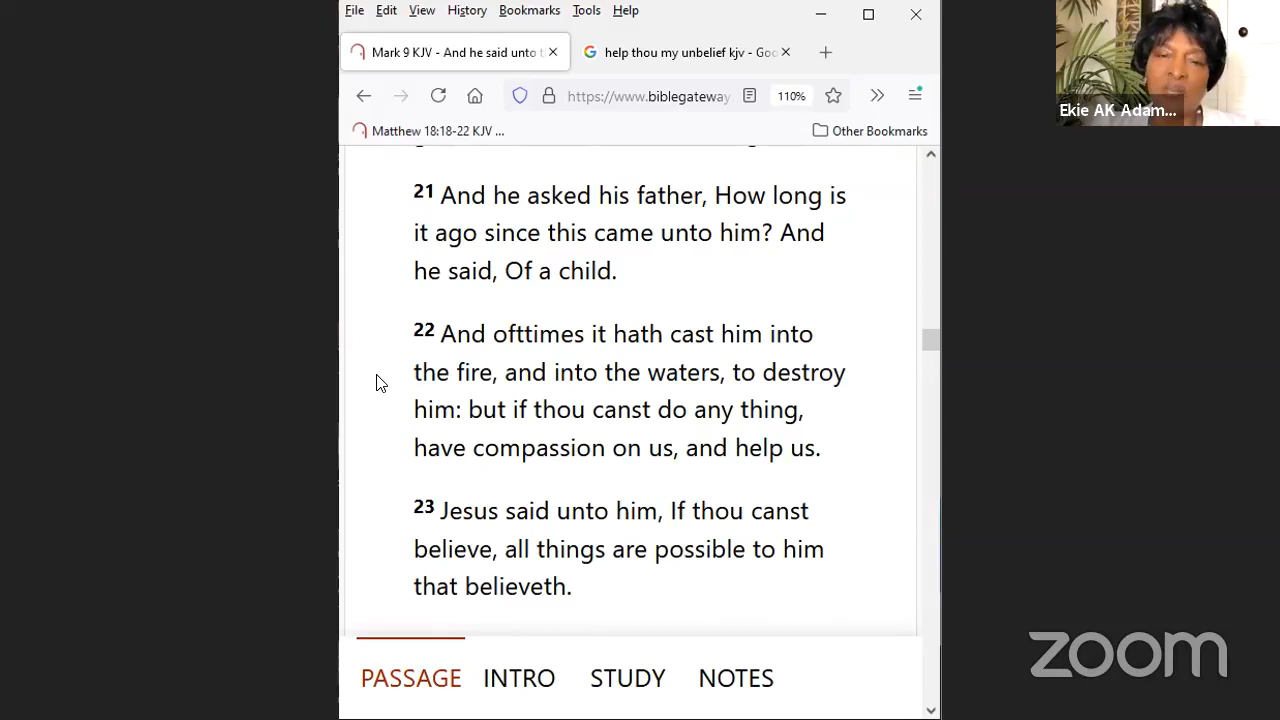 File Edit View History Bookmarks Tools Help
Mark 9 KJV - And he said unto t
help thou my unbelief kjv - Goo
https://www.biblegateway
110%
Matthew 18:18-22 KJV ...
Other Bookmarks
Ekie AK Adam...
21 And he asked his father, How long is
it ago since this came unto him? And
he said, Of a child.
22 And ofttimes it hath cast him into
the fire, and into the waters, to destroy
him: but if thou canst do any thing,
have compassion on us, and help us.
23 Jesus said unto him, If thou canst
believe, all things are possible to him
that believeth.
PASSAGE INTRO STUDY NOTES
zoom